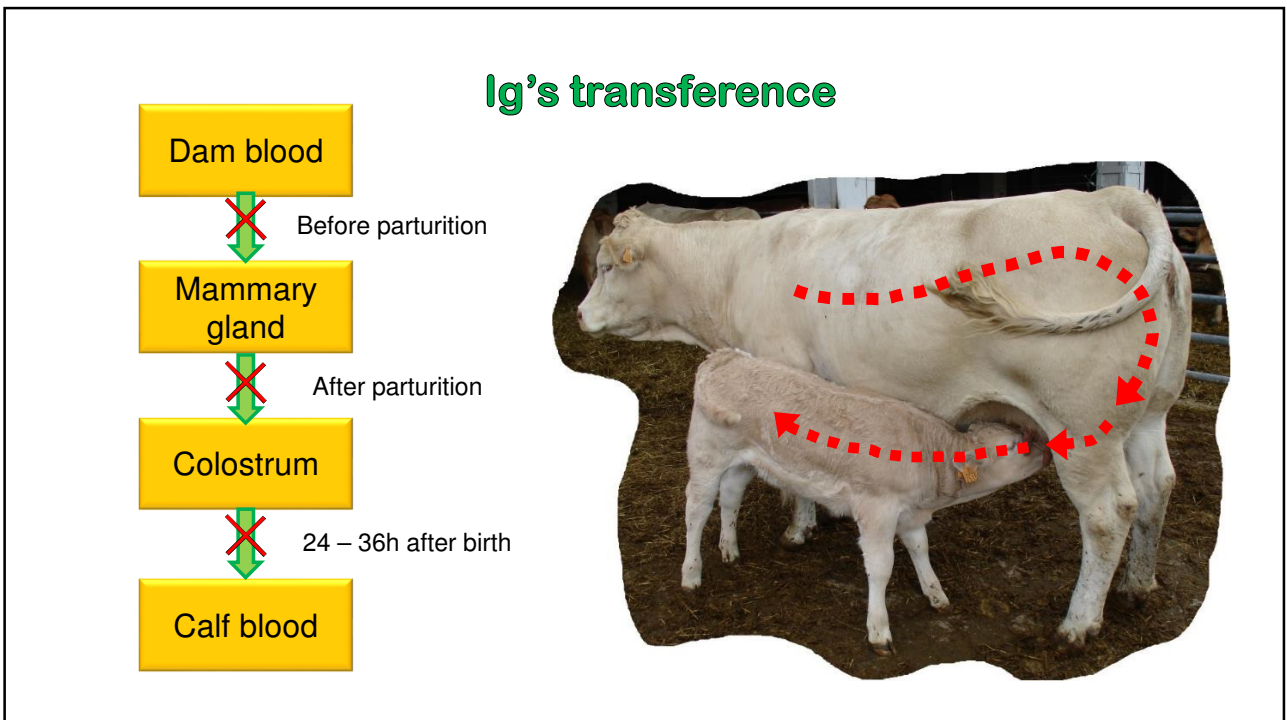 Ig's transference
Dam blood
Before parturition
Mammary
gland
After parturition
Colostrum
24 – 36h after birth
Calf blood